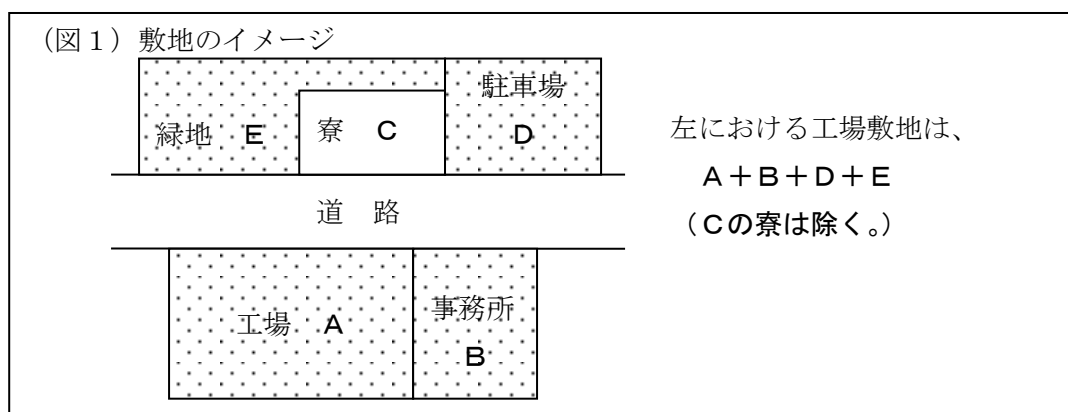 （図１）敷地のイメージ
駐車場
緑地　Ｅ
寮　Ｃ
Ｄ
左における工場敷地は、
Ａ＋Ｂ＋Ｄ＋Ｅ
（Ｃの寮は除く。）
道　路
工場　Ａ
事務所
Ｂ